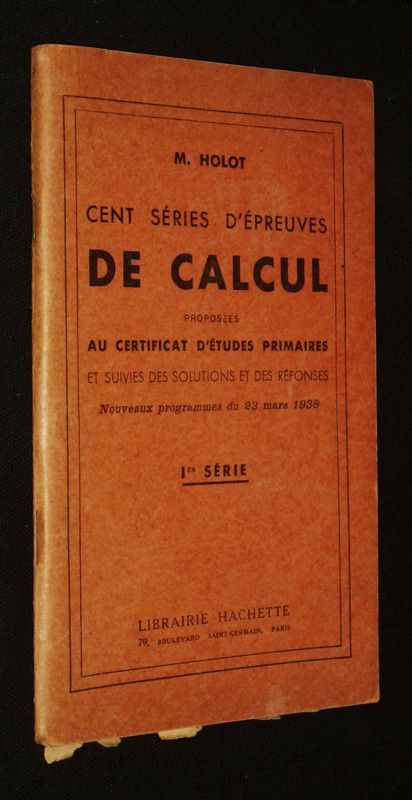 M. HOLOT
CENT SÉRIES D'ÉPREUVES
DE CALCUL
PROPOSÉES
AU CERTIFICAT D'ÉTUDES PRIMAIRES
ET SUIVIES DES SOLUTIONS ET DES RÉPONSES
Nouveaux programmes du 23 mars 1938
Ire SÉRIE
LIBRAIRIE HACHETTE
79, BOULEVARD SAINT-GERMAIN, PARIS